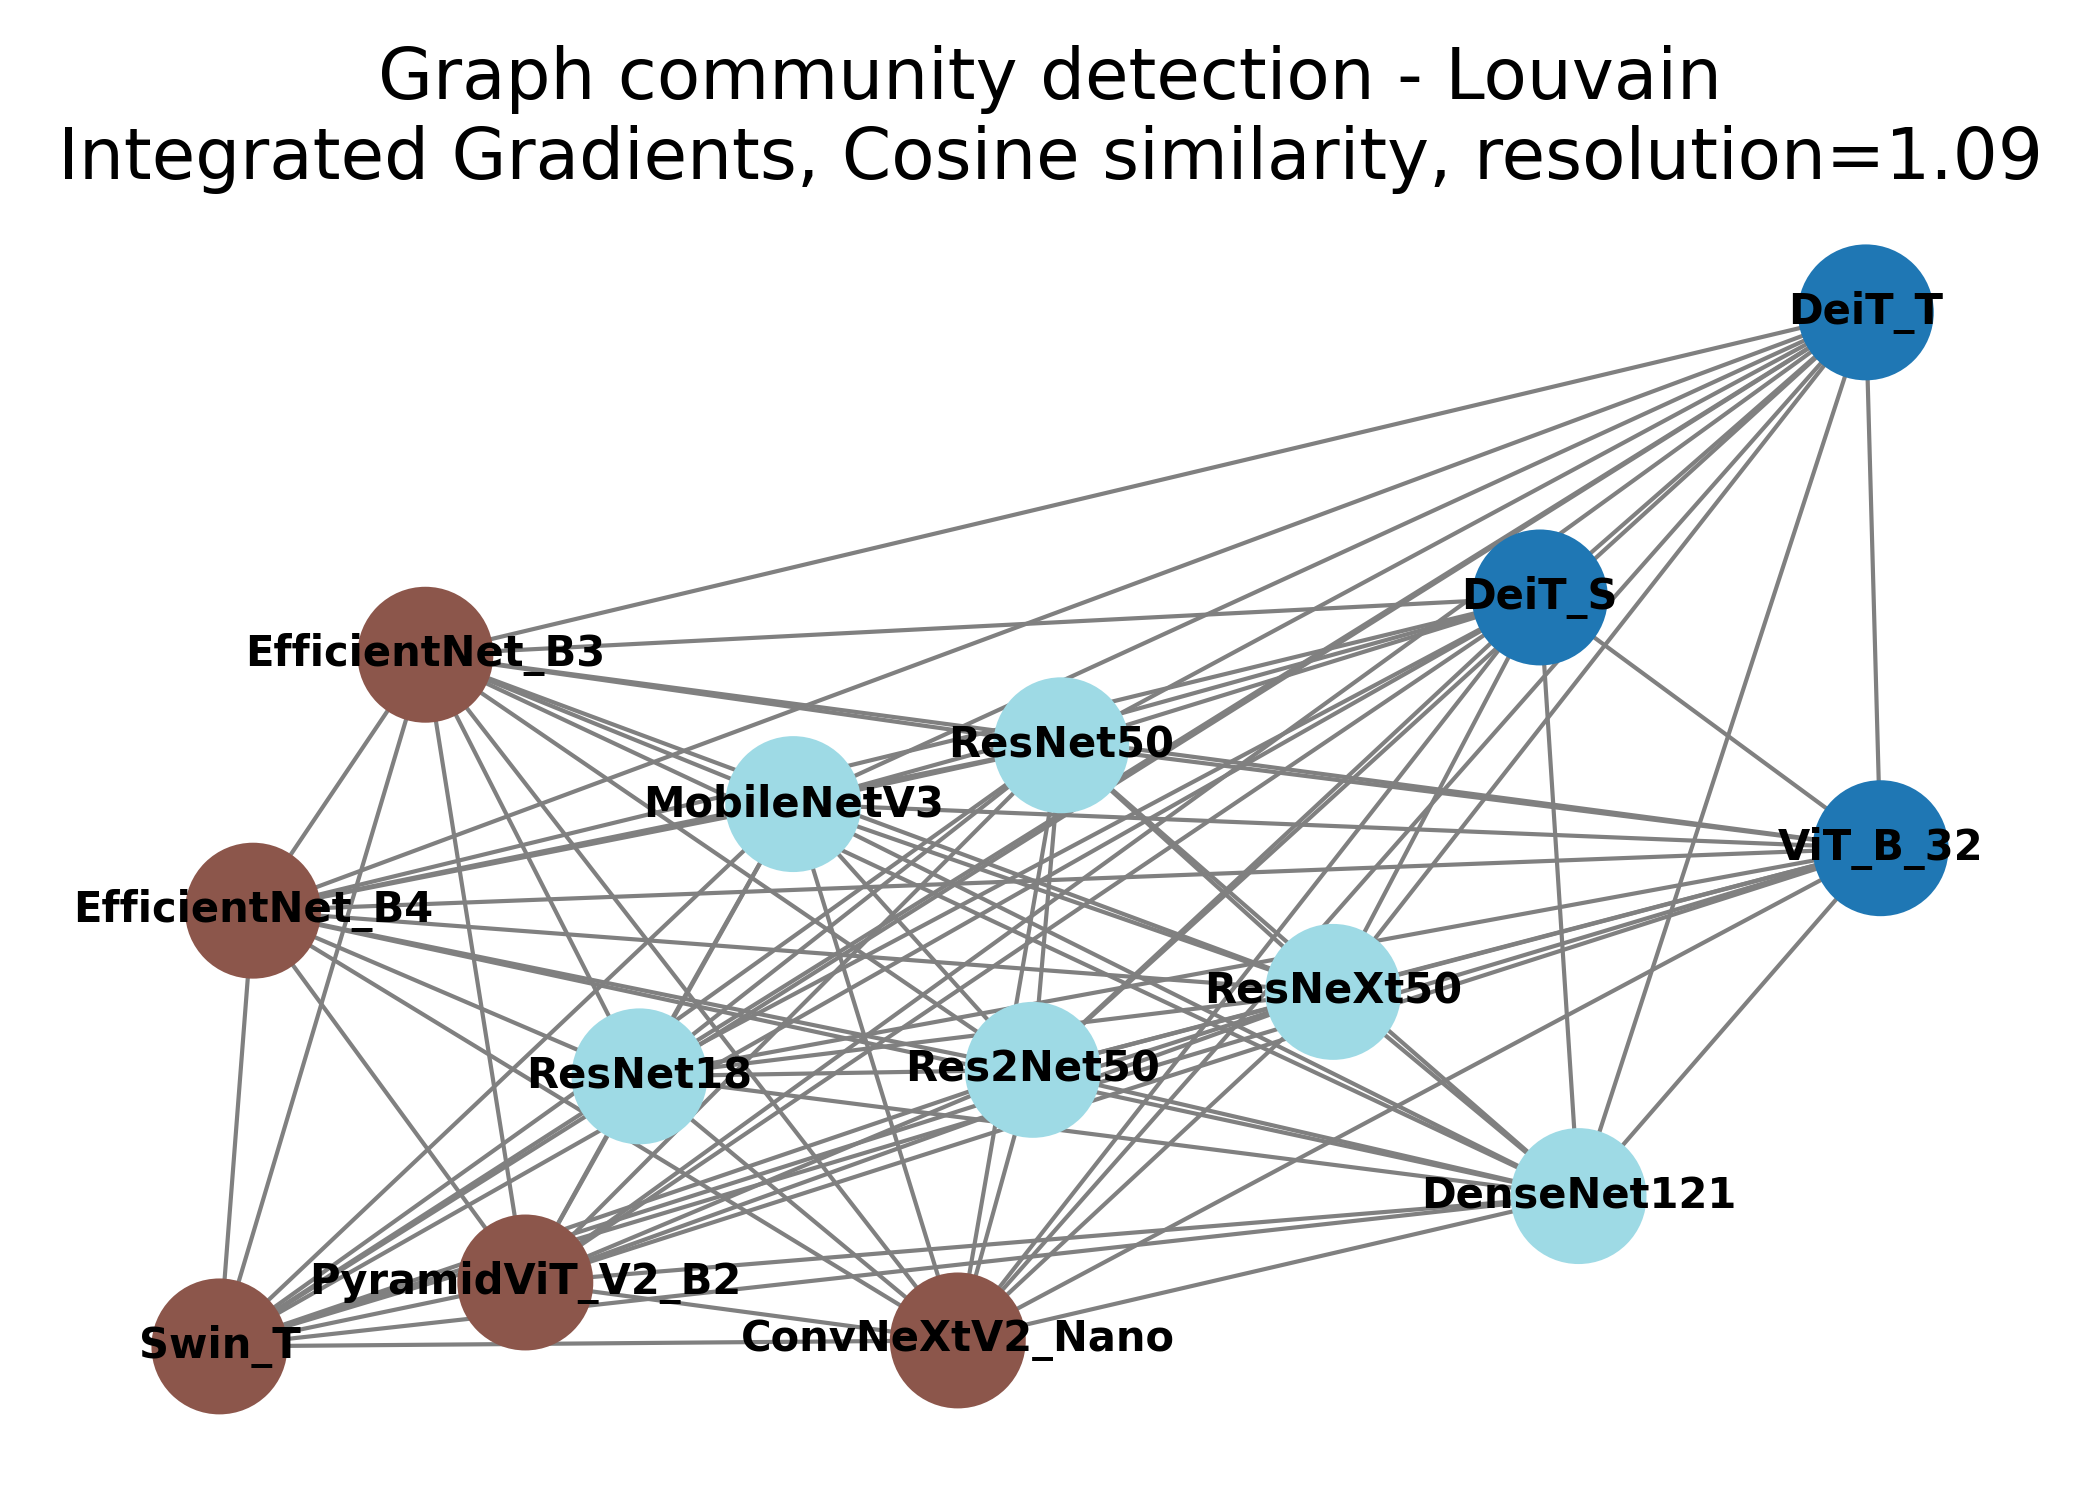 Graph community detection - Louvain
Integrated Gradients, Cosine similarity, resolution=1.09
DeiT_T
DeiT_S
EfficientNet_B3
ResNet50
MobileNetV3
ViT_B_32
EfficientNet_B4
ResNeXt50
Res2Net50
ResNet18
DenseNet121
PyramidViT_V2_B2
ConvNeXtV2_Nano
Swin_T